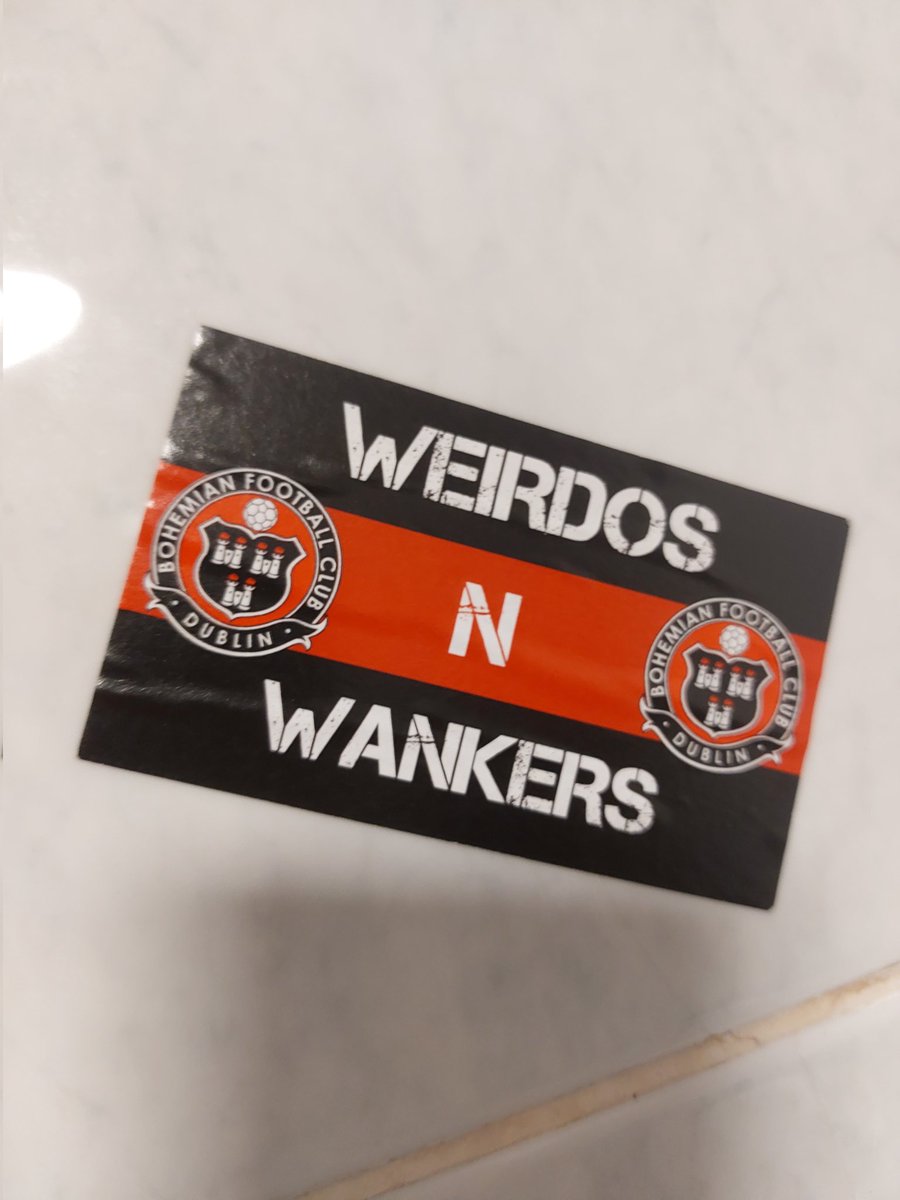 WEIRDOS
N
WANKERS
BOHEMIAN FOOTBALL CLUB
· DUBLIN ·
BOHEMIAN FOOTBALL CLUB
· DUBLIN ·